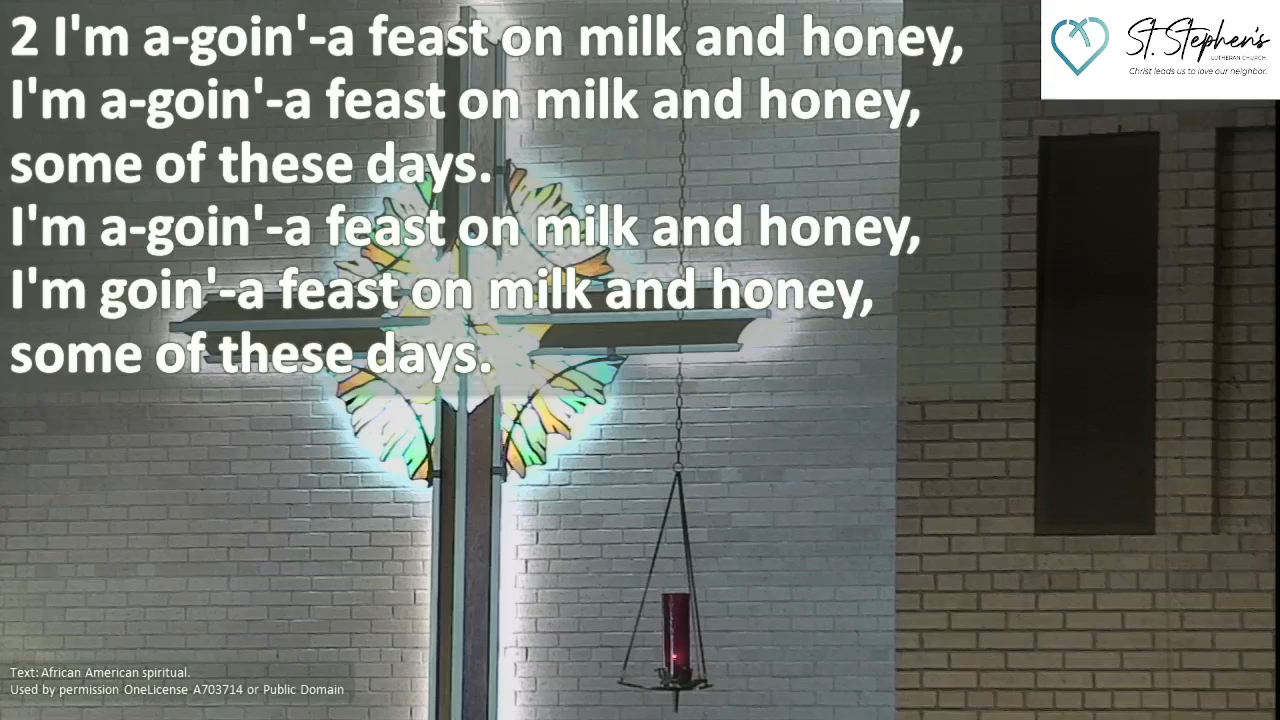 2 I'm a-goin'-a feast on milk and honey,
I'm a-goin'-a feast on milk and honey,
some of these days.
I'm a-goin'-a feast on milk and honey,
I'm goin'-a feast on milk and honey,
some of these days.
St. Stephen's
LUTHERAN CHURCH
Christ leads us to love our neighbor.
Text: African American spiritual.
Used by permission OneLicense A703714 or Public Domain